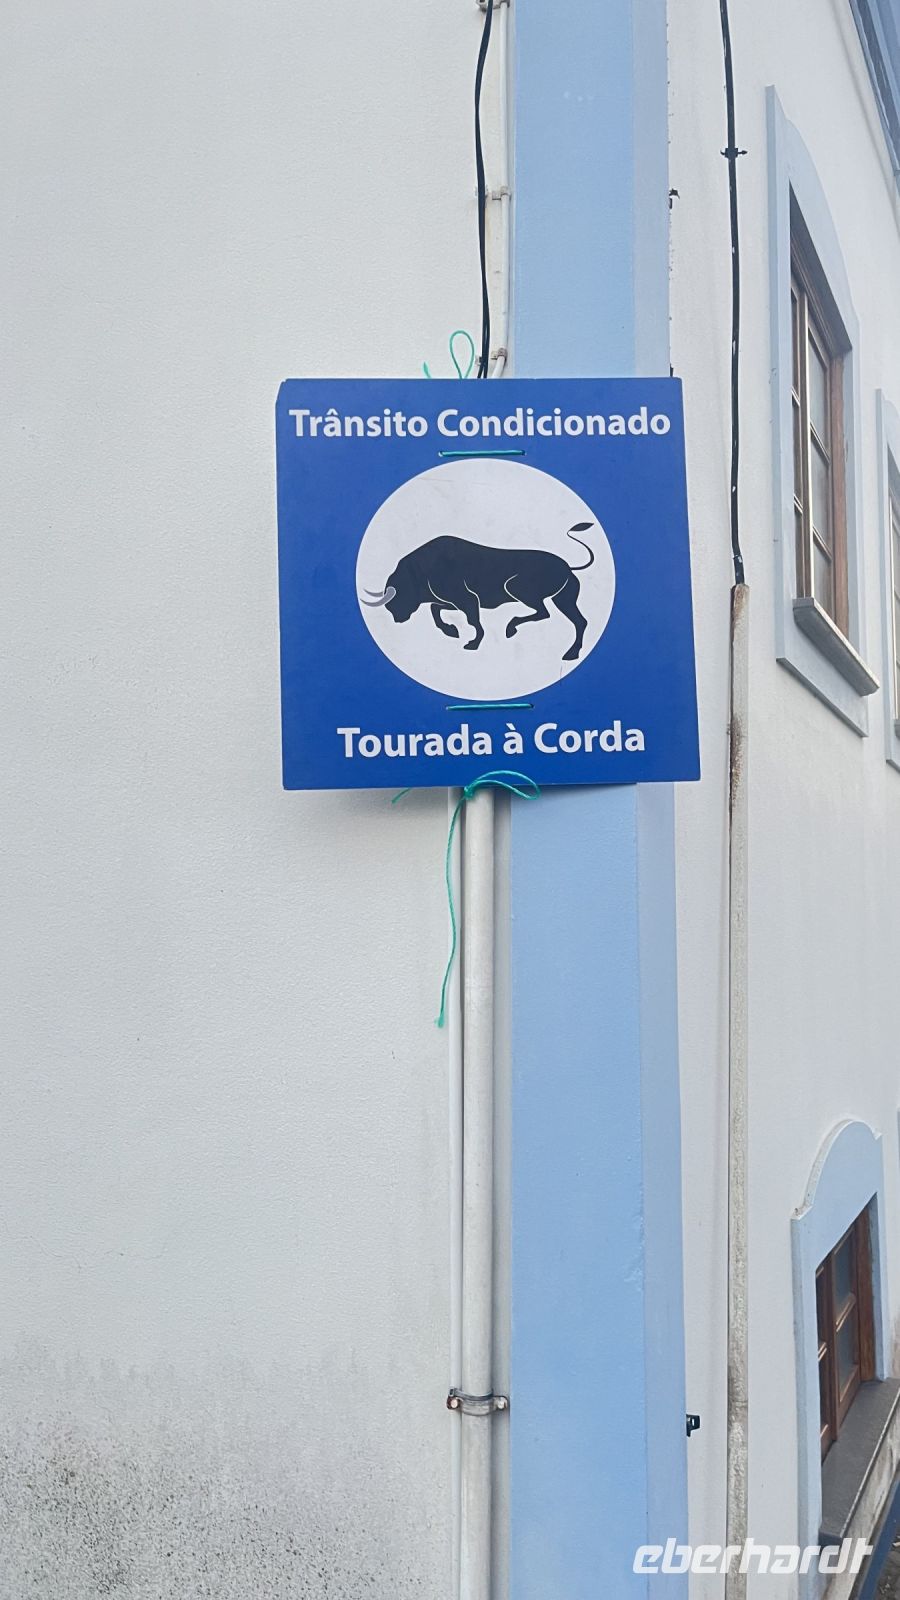 Trânsito Condicionado
Tourada à Corda
eberhardt